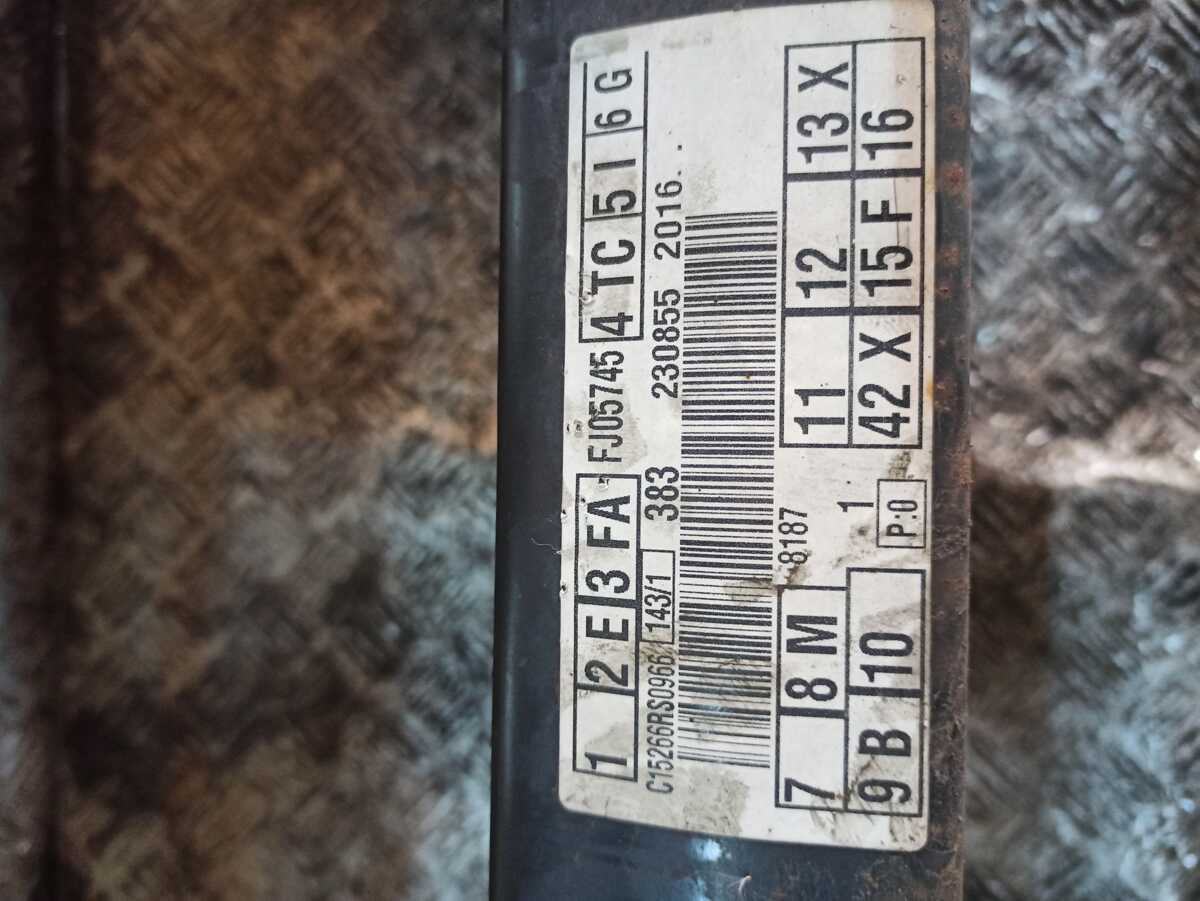 1 2 E 3 FA FJ05745 4 TC 5 I 6 G
C15266RS0966 143/1 383 230855 2016. .
7 8 M 8187 11 12 13 X
9 B 10 1 P:0 42 X 15 F 16